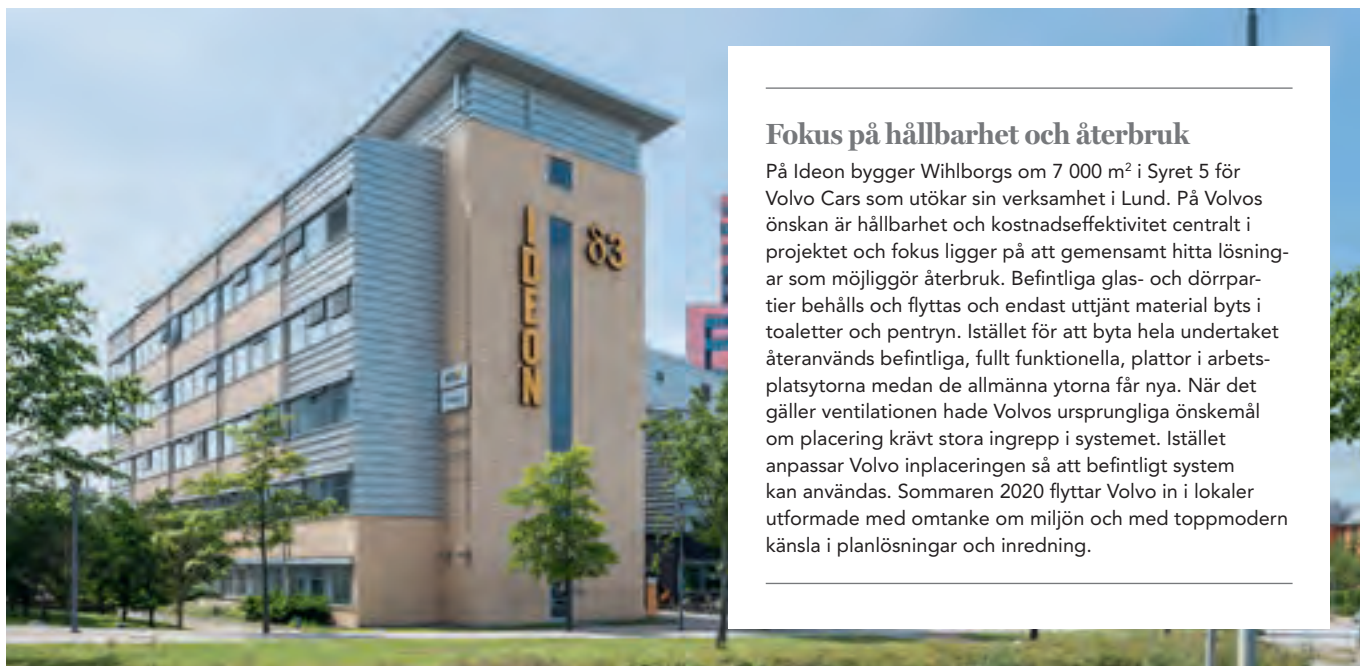 IDEON
83
Fokus på hållbarhet och återbruk
På Ideon bygger Wihlborgs om 7 000 m² i Syret 5 för
Volvo Cars som utökar sin verksamhet i Lund. På Volvos
önskan är hållbarhet och kostnadseffektivitet centralt i
projektet och fokus ligger på att gemensamt hitta lösning-
ar som möjliggör återbruk. Befintliga glas- och dörrpar-
tier behålls och flyttas och endast uttjänt material byts i
toaletter och pentryn. Istället för att byta hela undertaket
återanvänds befintliga, fullt funktionella, plattor i arbets-
platsytorna medan de allmänna ytorna får nya. När det
gäller ventilationen hade Volvos ursprungliga önskemål
om placering krävt stora ingrepp i systemet. Istället
anpassar Volvo inplaceringen så att befintligt system
kan användas. Sommaren 2020 flyttar Volvo in i lokaler
utformade med omtanke om miljön och med toppmodern
känsla i planlösningar och inredning.